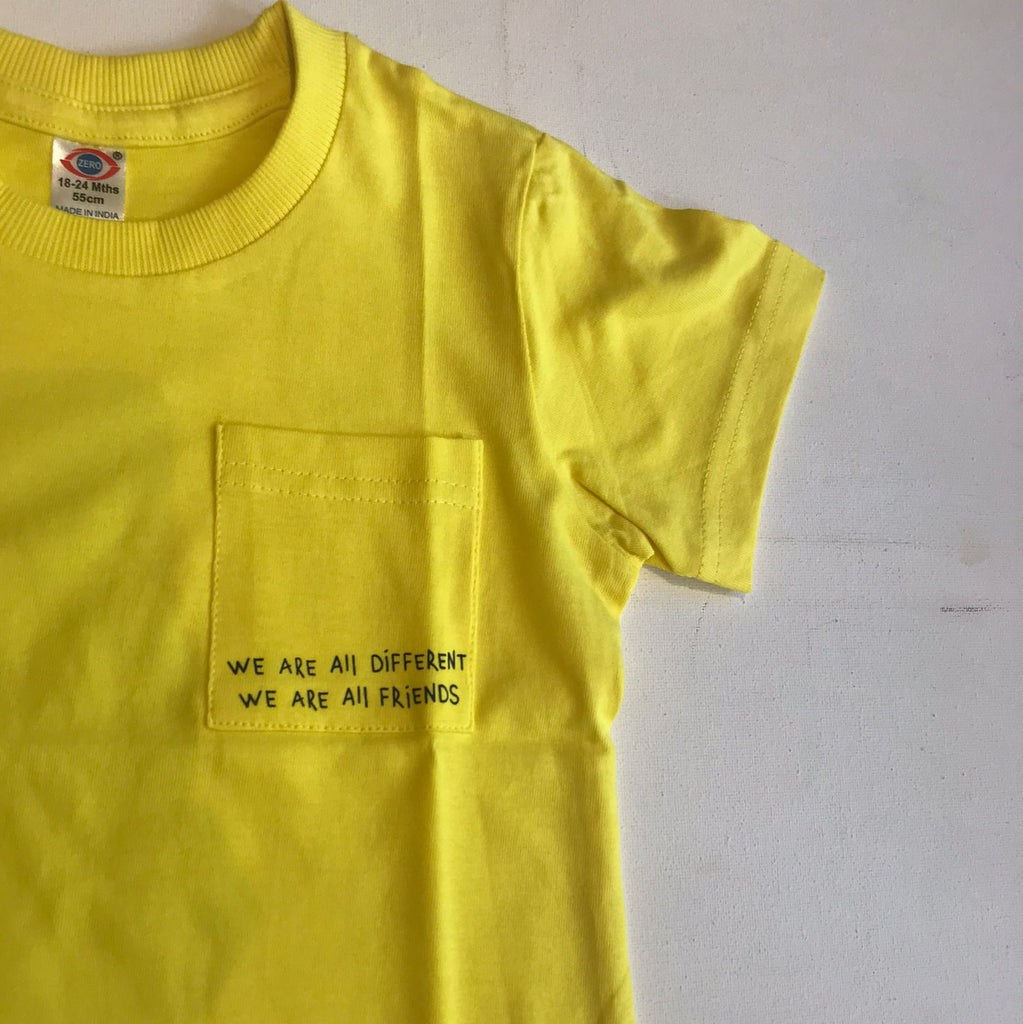 ZERO
®
18-24 Mths
55cm
MADE IN INDIA
WE ARE All DiFFERENT
WE ARE All FRiENDS